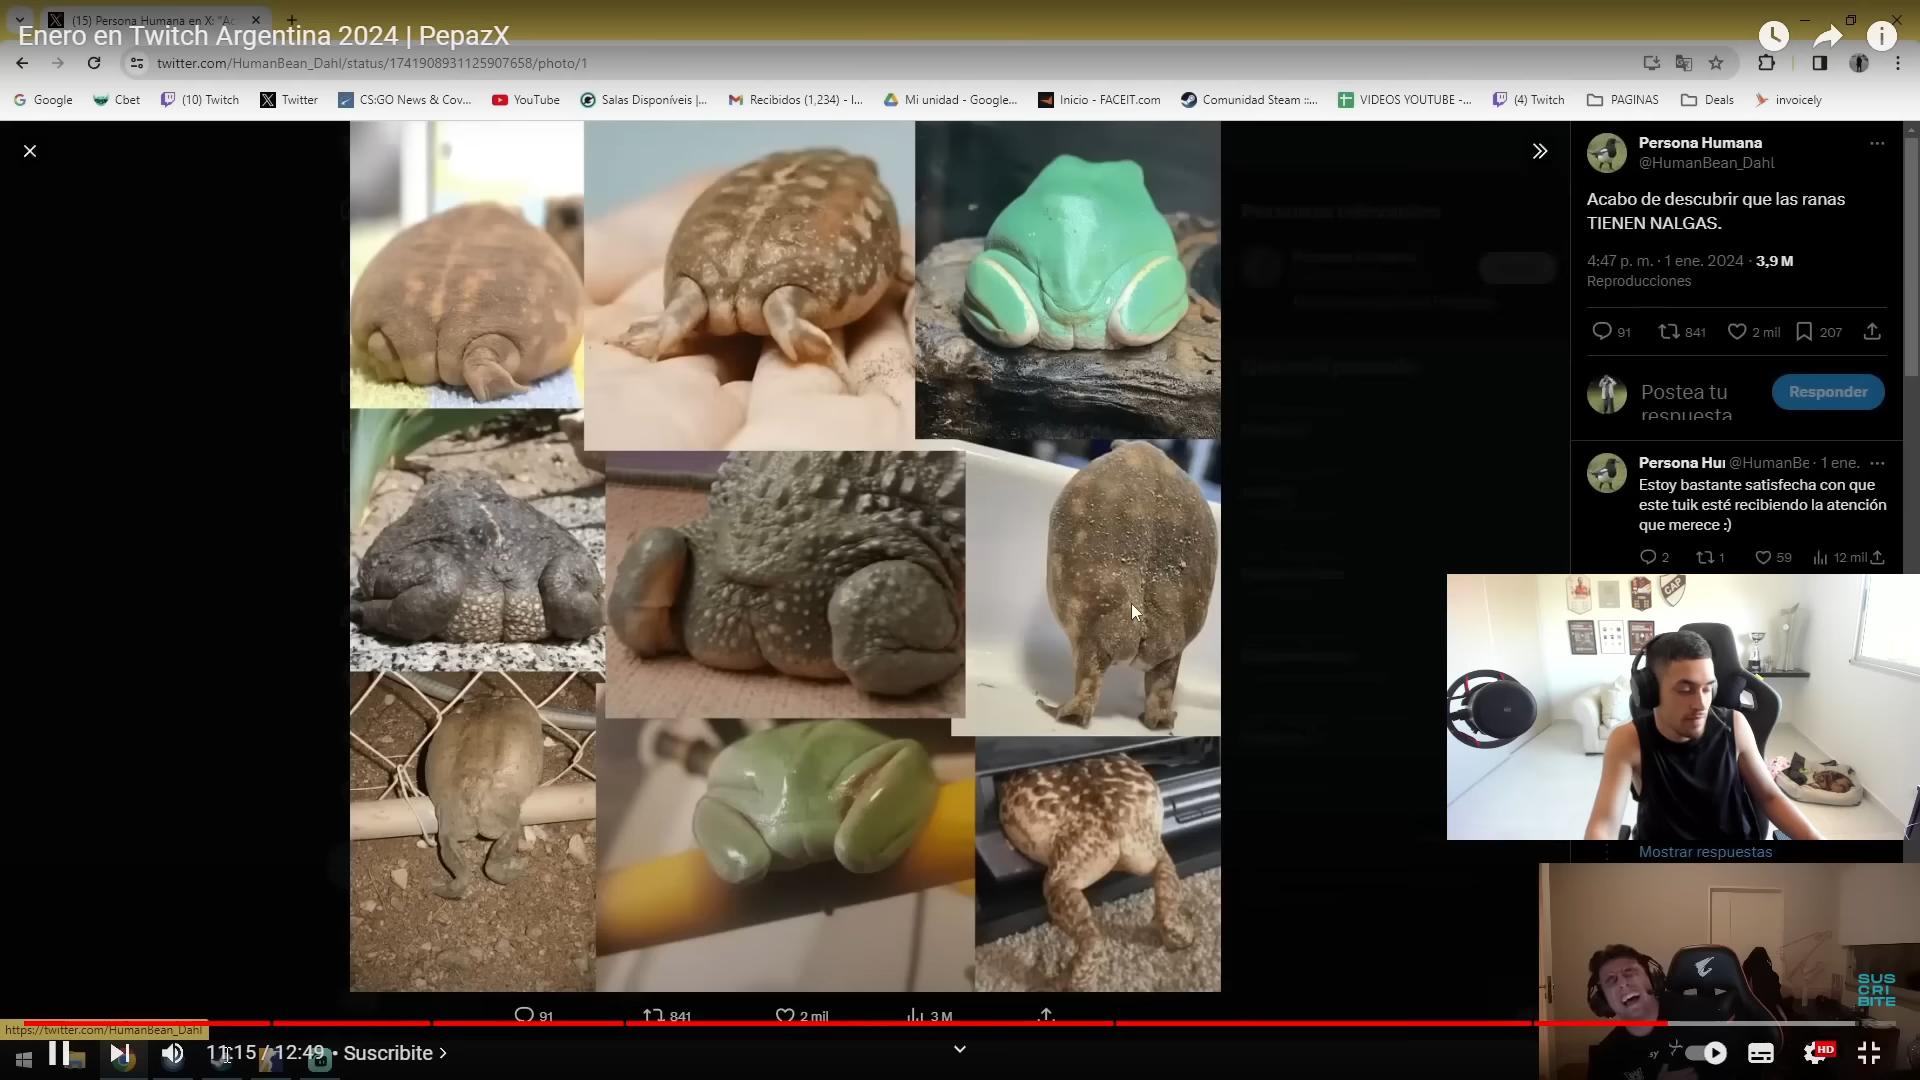 (15) Persona Humana en X: "Ac
Enero en Twitch Argentina 2024 | PepazX
twitter.com/HumanBean_Dahl/status/1741908931125907658/photo/1
Google
Cbet
(10) Twitch
Twitter
CS:GO News & Cov...
YouTube
Salas Disponíveis |...
Recibidos (1,234) - I...
Mi unidad - Google...
Inicio - FACEIT.com
Comunidad Steam ::...
VIDEOS YOUTUBE -...
(4) Twitch
PAGINAS
Deals
invoicely
Persona Humana
@HumanBean_Dahl
Acabo de descubrir que las ranas
TIENEN NALGAS.
4:47 p. m. · 1 ene. 2024 · 3,9 M
Reproducciones
91 841 2 mil 207
Postea tu
respuesta
Responder
Persona Hui @HumanBe · 1 ene.
Estoy bastante satisfecha con que
este tuik esté recibiendo la atención
que merece :)
2 1 59 12 mil
CAP
Mostrar respuestas
SUS
CRI
BITE
91 841 2 mil 3 M
https://twitter.com/HumanBean_Dahl
11:15 / 12:49 • Suscribite
HD